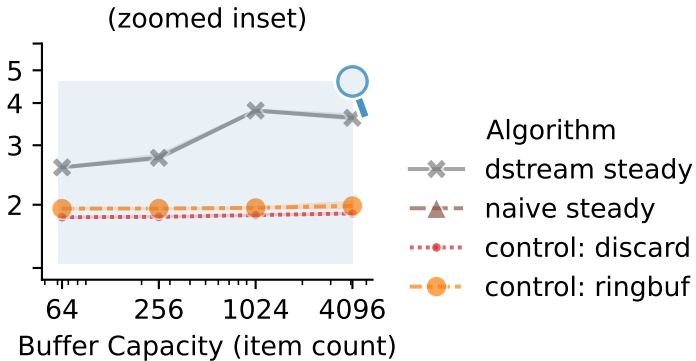 (zoomed inset)
5
4
3
2
64 256 1024 4096
Buffer Capacity (item count)
Algorithm
dstream steady
naive steady
control: discard
control: ringbuf